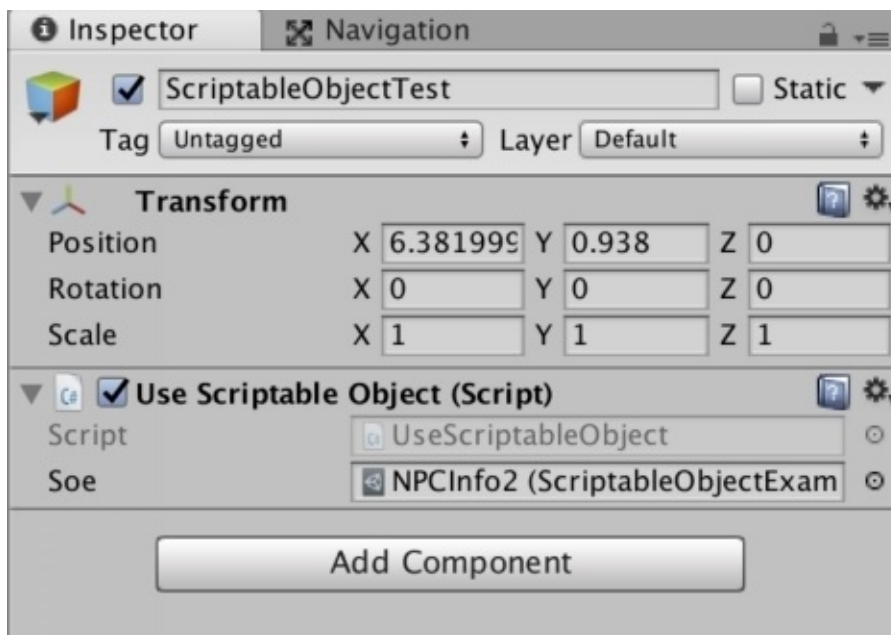 Inspector Navigation
ScriptableObjectTest Static
Tag Untagged Layer Default
Transform
Position X 6.381999 Y 0.938 Z 0
Rotation X 0 Y 0 Z 0
Scale X 1 Y 1 Z 1
Use Scriptable Object (Script)
Script UseScriptableObject
Soe NPCInfo2 (ScriptableObjectExam
Add Component